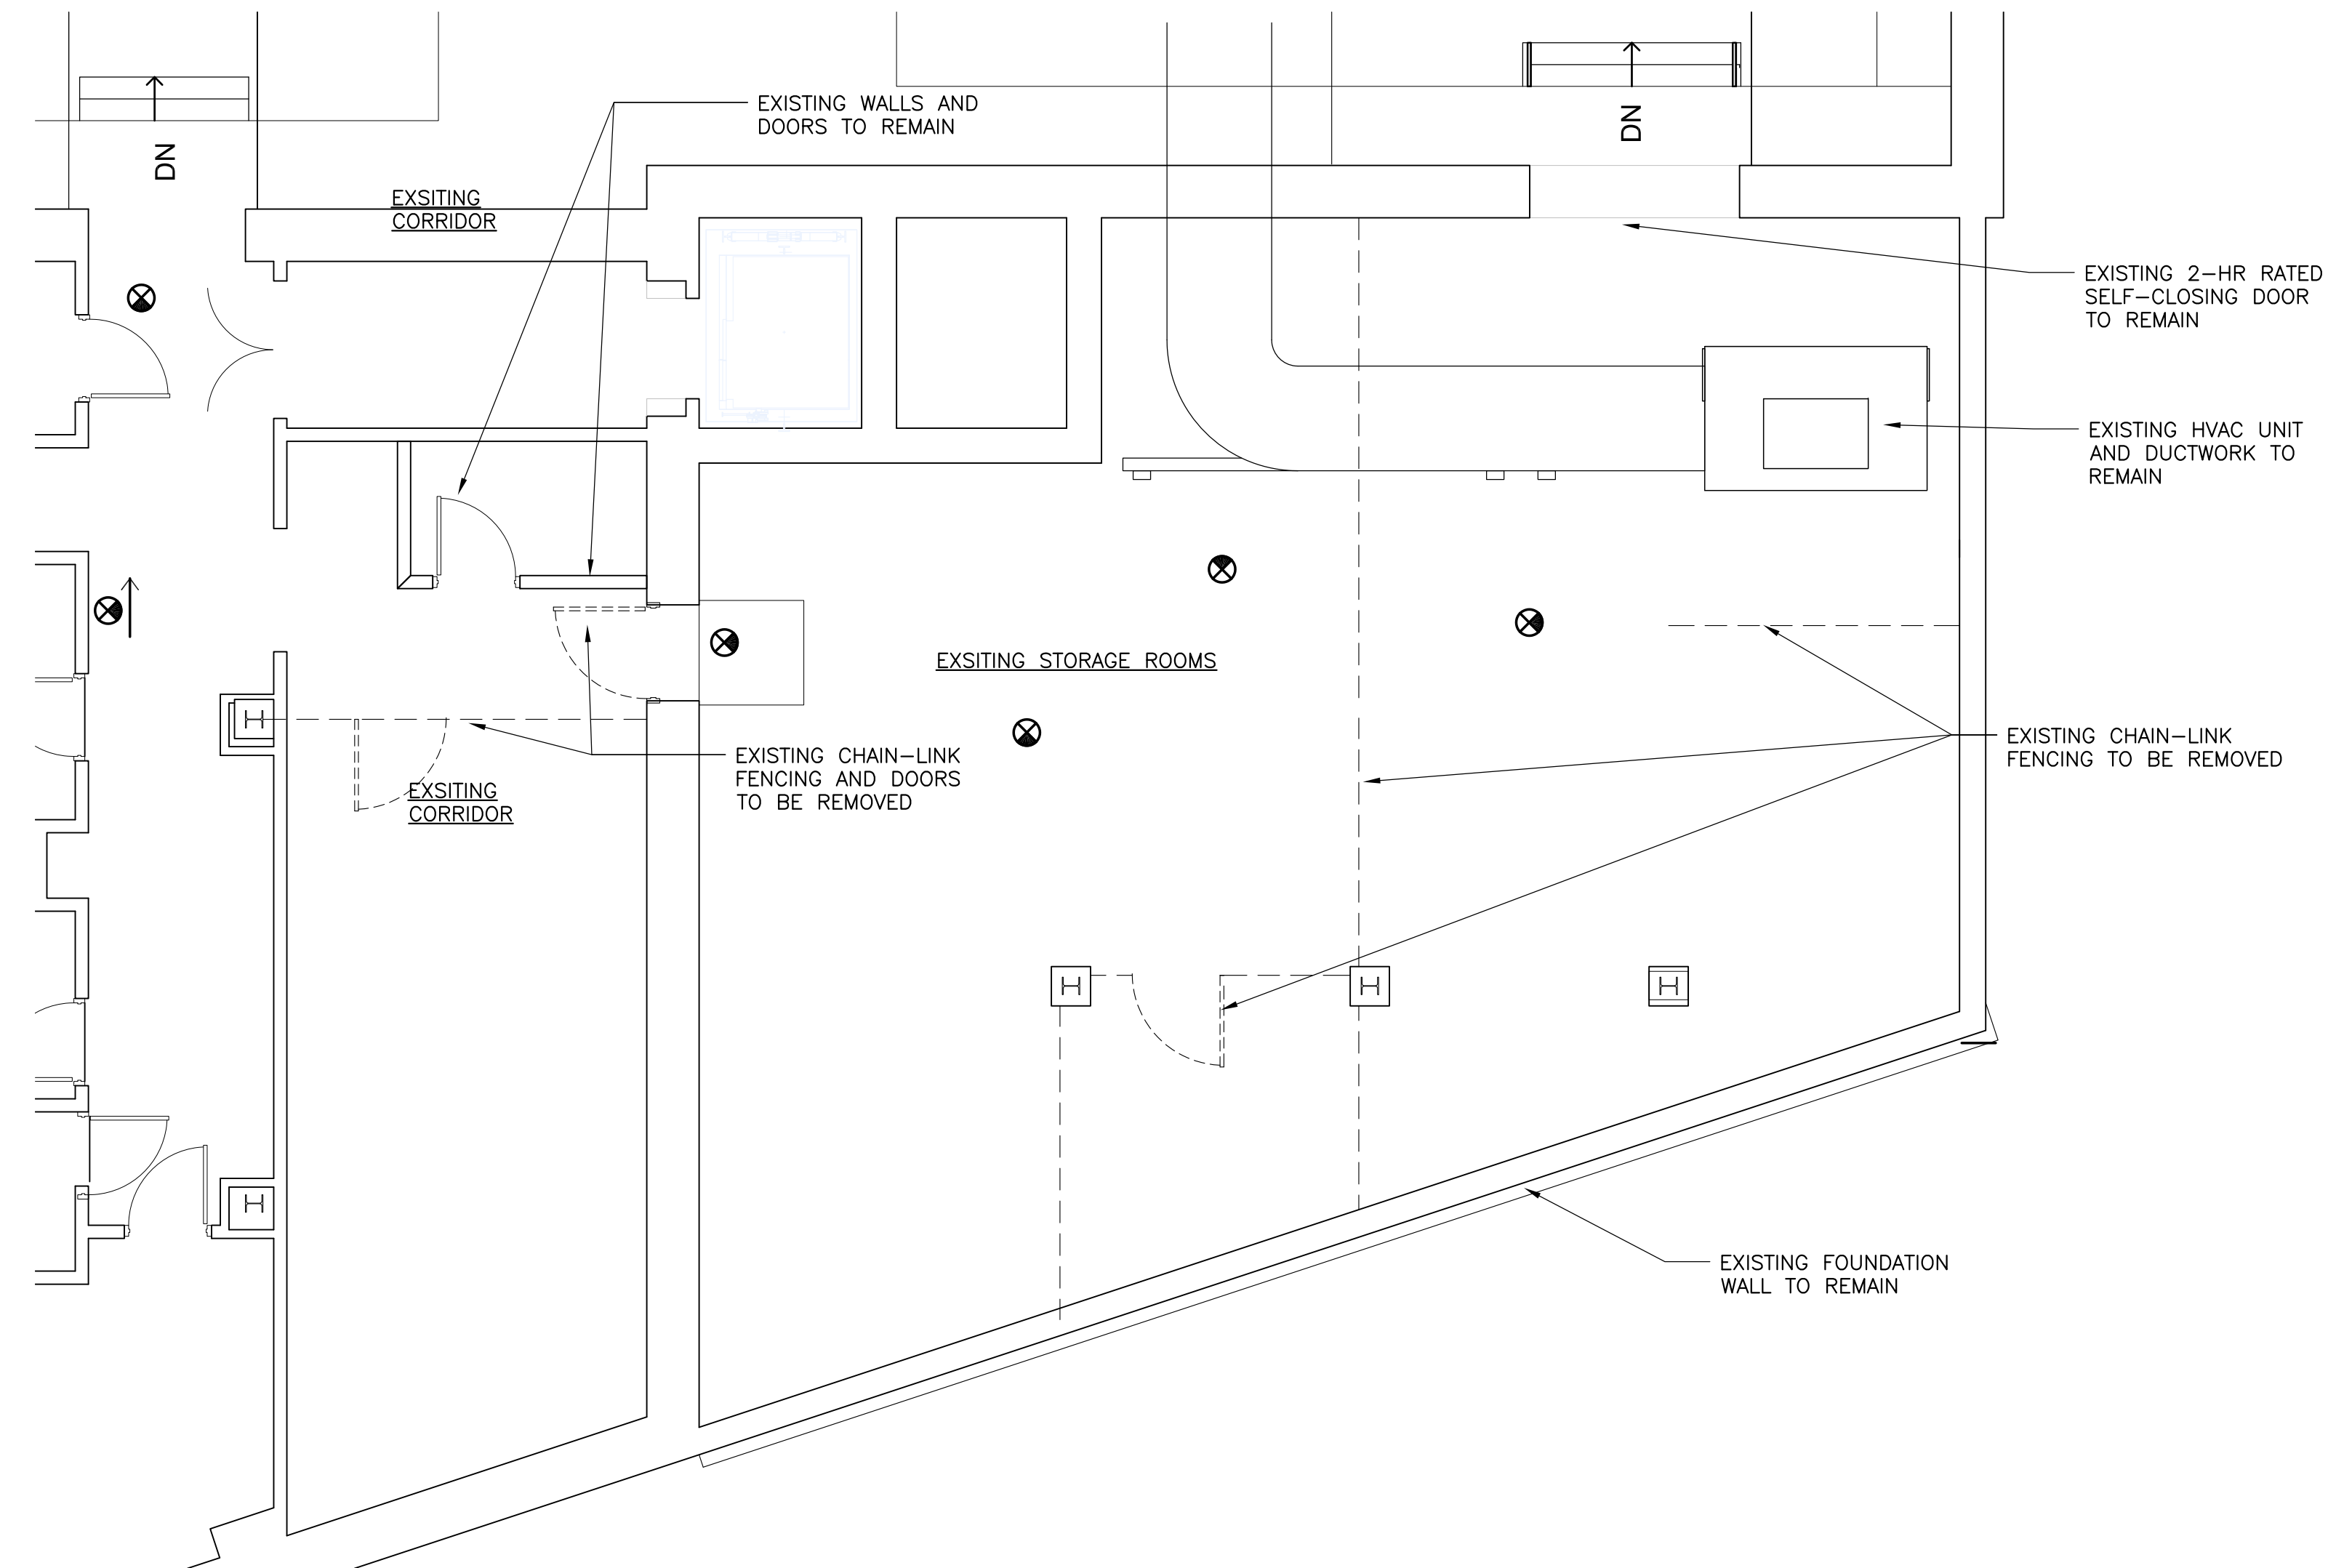 EXISTING WALLS AND
DOORS TO REMAIN
DN
DN
EXSITING
CORRIDOR
EXISTING 2-HR RATED
SELF-CLOSING DOOR
TO REMAIN
EXISTING HVAC UNIT
AND DUCTWORK TO
REMAIN
EXSITING STORAGE ROOMS
EXISTING CHAIN-LINK
FENCING AND DOORS
TO BE REMOVED
EXISTING CHAIN-LINK
FENCING TO BE REMOVED
EXSITING
CORRIDOR
EXISTING FOUNDATION
WALL TO REMAIN